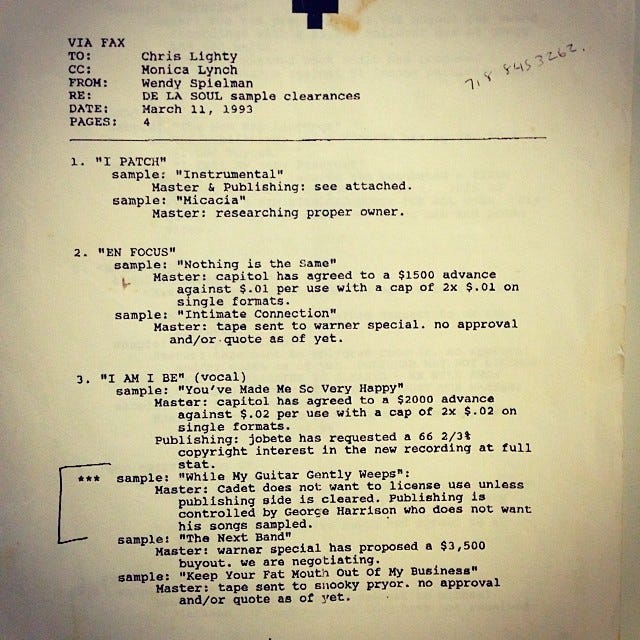 VIA FAX
TO: Chris Lighty
CC: Monica Lynch
FROM: Wendy Spielman
RE: DE LA SOUL sample clearances
DATE: March 11, 1993
PAGES: 4
718 8453262.
1. "I PATCH"
sample: "Instrumental"
Master & Publishing: see attached.
sample: "Micacia"
Master: researching proper owner.
2. "EN FOCUS"
sample: "Nothing is the Same"
Master: capitol has agreed to a $1500 advance
against $.01 per use with a cap of 2x $.01 on
single formats.
sample: "Intimate Connection"
Master: tape sent to warner special. no approval
and/or quote as of yet.
3. "I AM I BE" (vocal)
sample: "You've Made Me So Very Happy"
Master: capitol has agreed to a $2000 advance
against $.02 per use with a cap of 2x $.02 on
single formats.
Publishing: jobete has requested a 66 2/3%
copyright interest in the new recording at full
stat.
*** sample: "While My Guitar Gently Weeps":
Master: Cadet does not want to license use unless
publishing side is cleared. Publishing is
controlled by George Harrison who does not want
his songs sampled.
sample: "The Next Band"
Master: warner special has proposed a $3,500
buyout. we are negotiating.
sample: "Keep Your Fat Mouth Out of My Business"
Master: tape sent to snooky pryor. no approval
and/or quote as of yet.